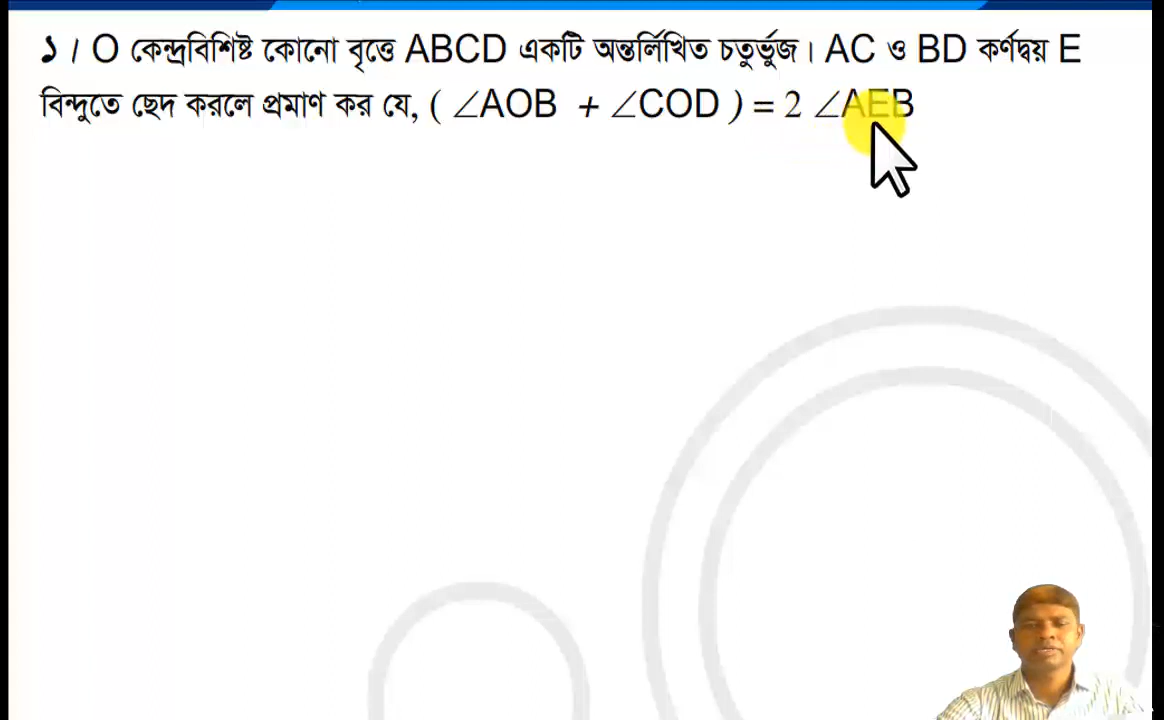 ১। O কেন্দ্রবিশিষ্ট কোনো বৃত্তে ABCD একটি অন্তর্লিখিত চতুর্ভুজ। AC ও BD কর্ণদ্বয় E
বিন্দুতে ছেদ করলে প্রমাণ কর যে, ( ∠AOB + ∠COD ) = 2 ∠AEB